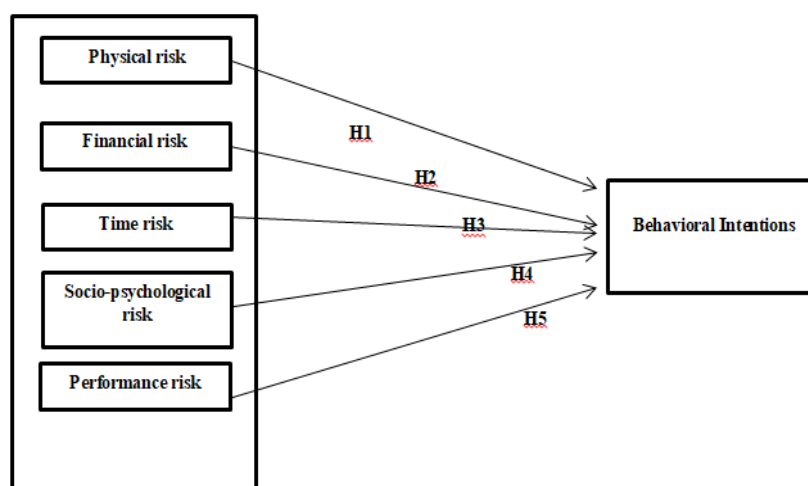 Physical risk
H1
Financial risk
H2
Time risk
H3
Behavioral Intentions
Socio-psychological
risk
H4
Performance risk
H5